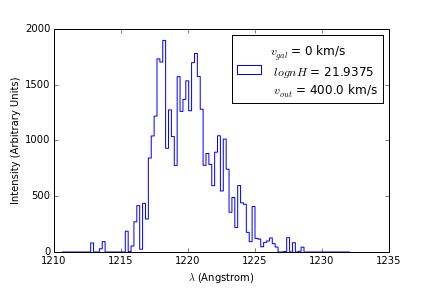 2000
1500
1000
500
0
Intensity (Arbitrary Units)
v_gal = 0 km/s
lognH = 21.9375
v_out = 400.0 km/s
1210 1215 1220 1225 1230 1235
λ (Angstrom)